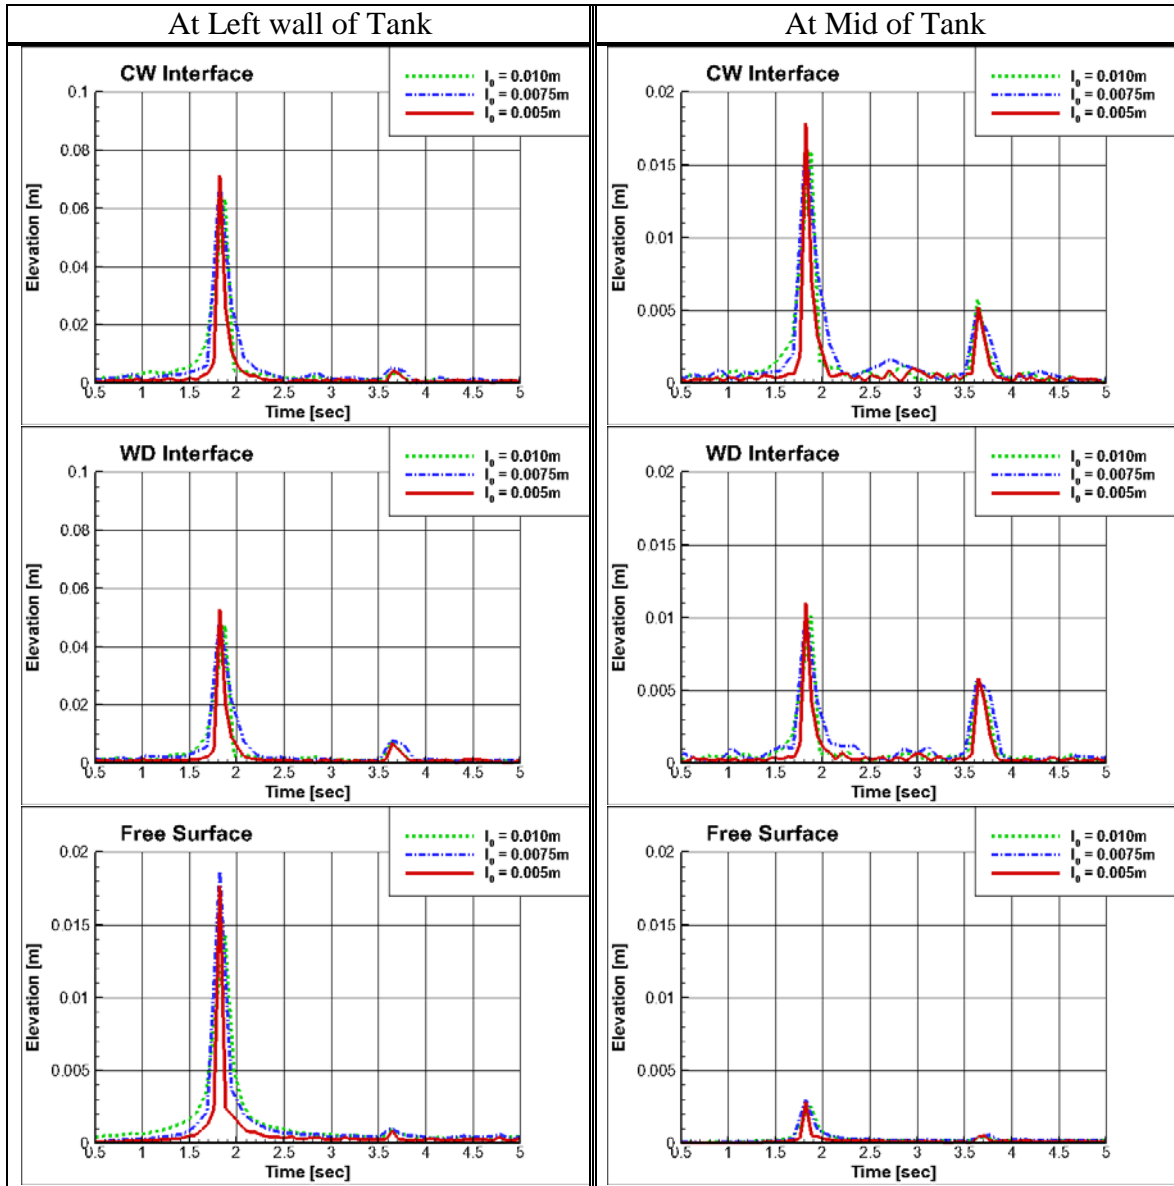 At Left wall of Tank
At Mid of Tank
CW Interface
l₀ = 0.010m
l₀ = 0.0075m
l₀ = 0.005m
0.1
0.08
0.06
0.04
0.02
0
Elevation [m]
0.5 1 1.5 2 2.5 3 3.5 4 4.5 5
Time [sec]
CW Interface
l₀ = 0.010m
l₀ = 0.0075m
l₀ = 0.005m
0.02
0.015
0.01
0.005
0
Elevation [m]
0.5 1 1.5 2 2.5 3 3.5 4 4.5 5
Time [sec]
WD Interface
l₀ = 0.010m
l₀ = 0.0075m
l₀ = 0.005m
0.1
0.08
0.06
0.04
0.02
0
Elevation [m]
0.5 1 1.5 2 2.5 3 3.5 4 4.5 5
Time [sec]
WD Interface
l₀ = 0.010m
l₀ = 0.0075m
l₀ = 0.005m
0.02
0.015
0.01
0.005
0
Elevation [m]
0.5 1 1.5 2 2.5 3 3.5 4 4.5 5
Time [sec]
Free Surface
l₀ = 0.010m
l₀ = 0.0075m
l₀ = 0.005m
0.02
0.015
0.01
0.005
0
Elevation [m]
0.5 1 1.5 2 2.5 3 3.5 4 4.5 5
Time [sec]
Free Surface
l₀ = 0.010m
l₀ = 0.0075m
l₀ = 0.005m
0.02
0.015
0.01
0.005
0
Elevation [m]
0.5 1 1.5 2 2.5 3 3.5 4 4.5 5
Time [sec]